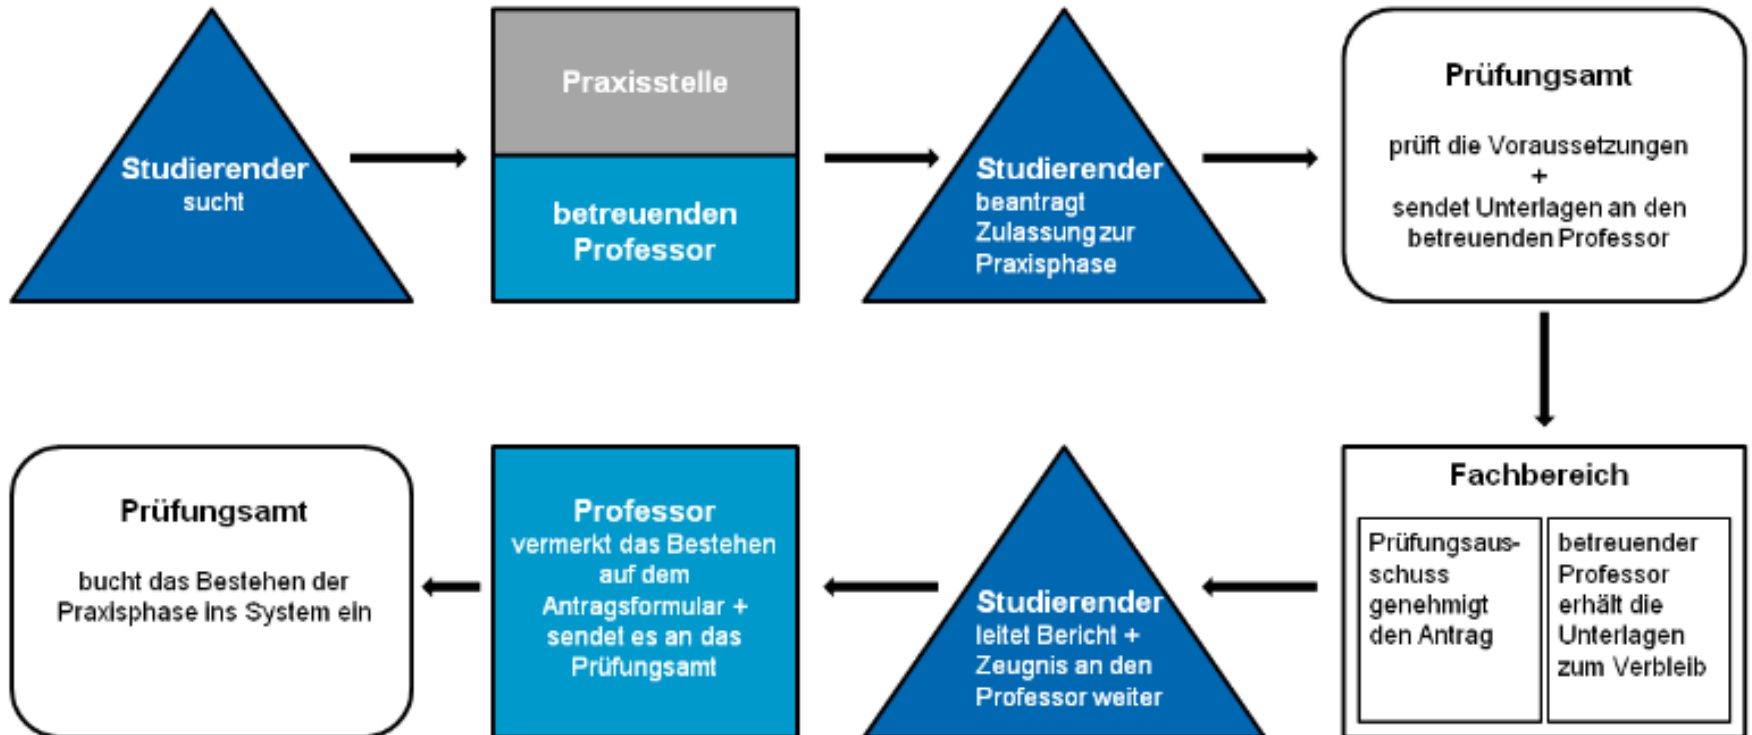 Studierender
sucht
Praxisstelle
betreuenden
Professor
Studierender
beantragt
Zulassung zur
Praxisphase
Prüfungsamt
prüft die Voraussetzungen
+
sendet Unterlagen an den
betreuenden Professor
Fachbereich
Prüfungsaus-
schuss
genehmigt
den Antrag
betreuender
Professor
erhält die
Unterlagen
zum Verbleib
Studierender
leitet Bericht +
Zeugnis an den
Professor weiter
Professor
vermerkt das Bestehen
auf dem
Antragsformular +
sendet es an das
Prüfungsamt
Prüfungsamt
bucht das Bestehen der
Praxisphase ins System ein